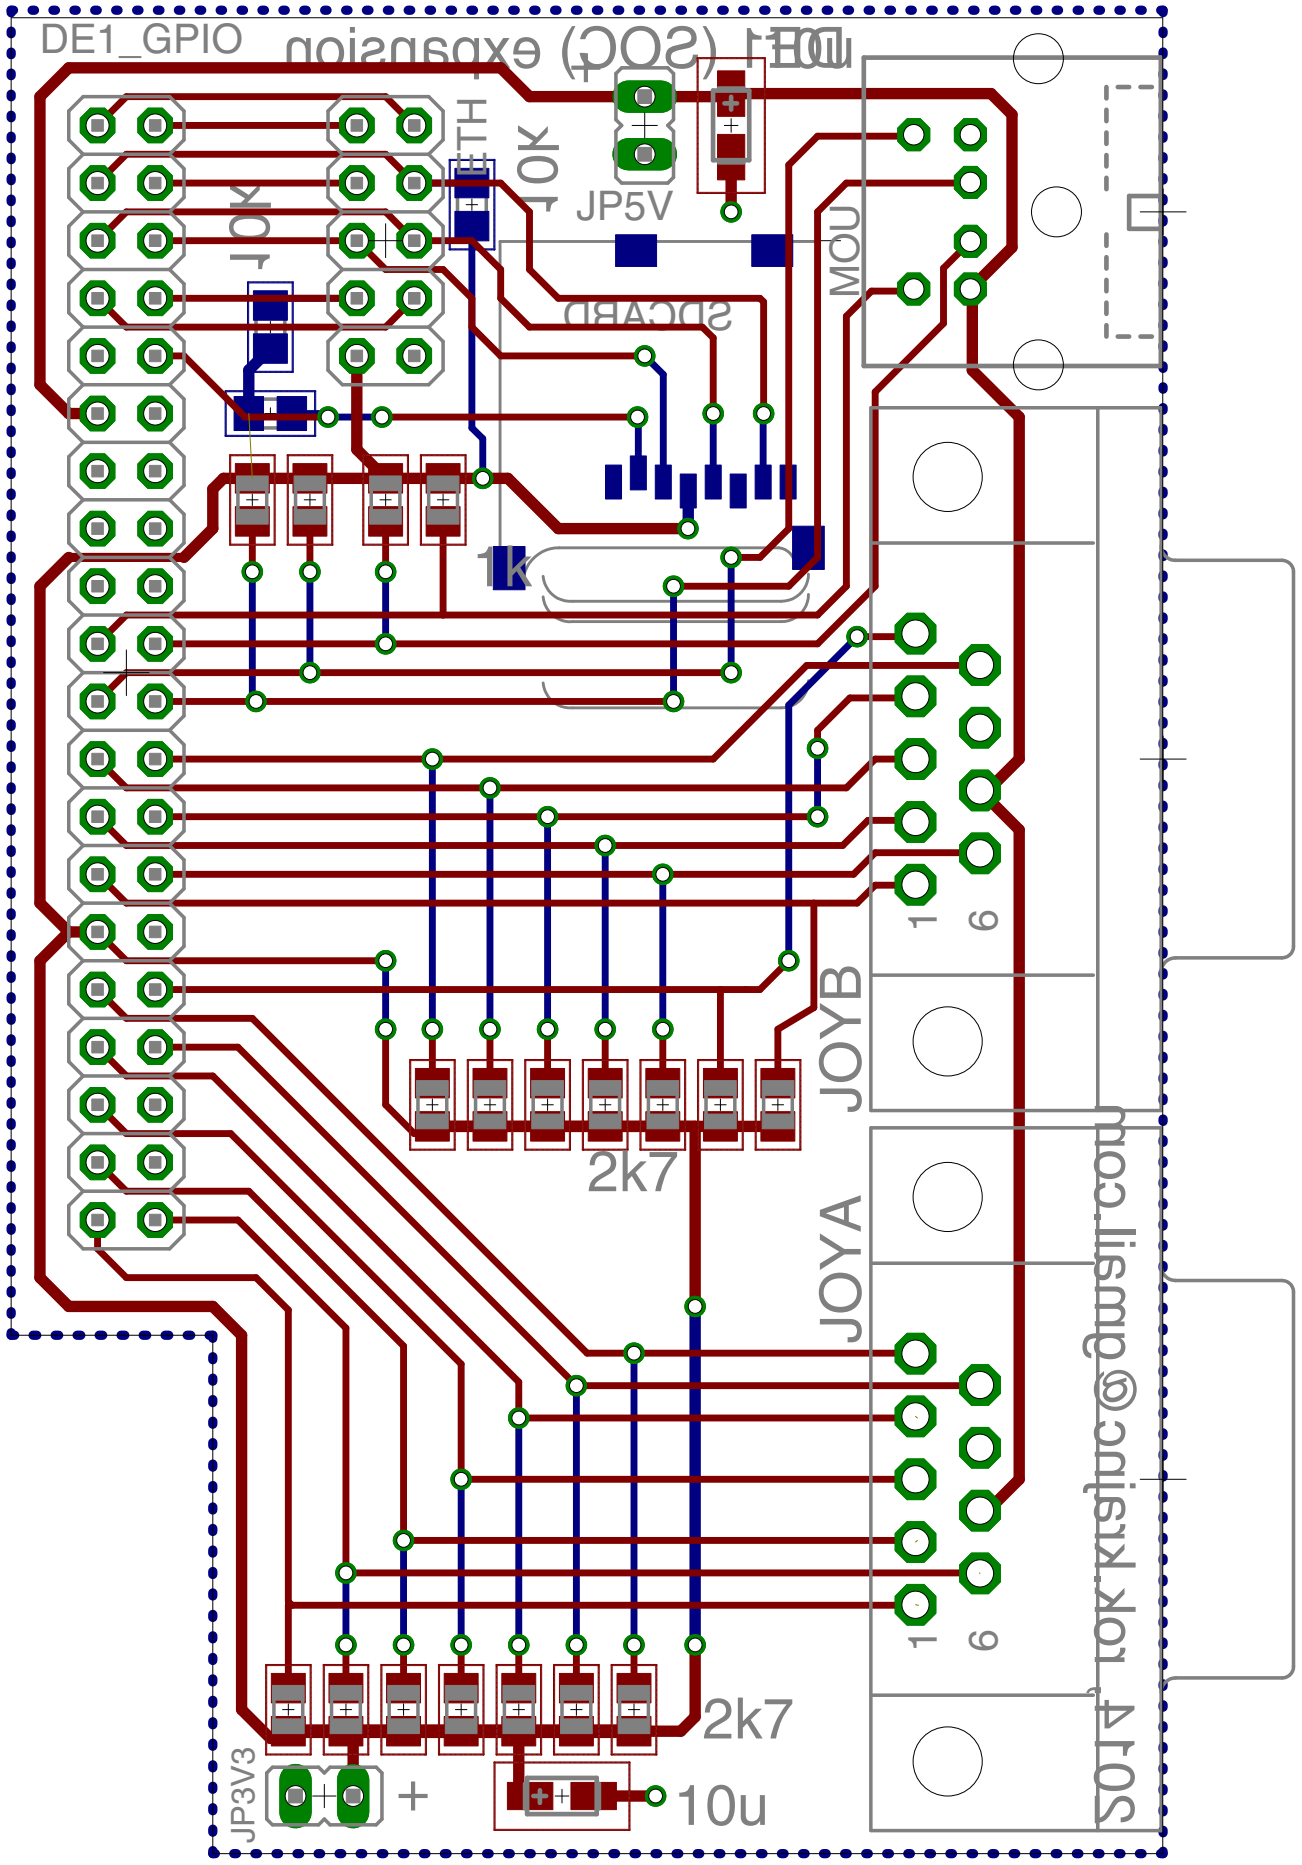 DE1_GPIO
DE1 (SOC) expansion
+
ETH
10k
10k
JP5V
MOU
SDCARD
1k
1
6
JOYB
2k7
JOYA
1
6
2k7
JP3V3
+
10u
2014, rok.krajnc@gmail.com